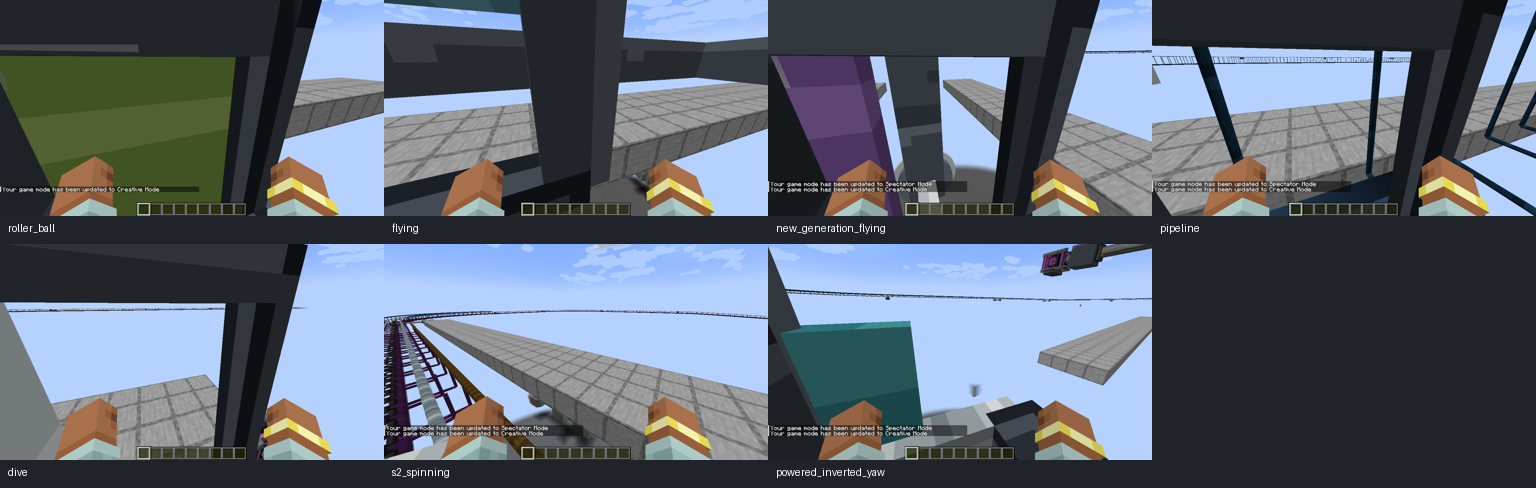 Your game mode has been updated to Creative Mode
roller_ball
flying
Your game mode has been updated to Spectator Mode
Your game mode has been updated to Creative Mode
new_generation_flying
Your game mode has been updated to Spectator Mode
Your game mode has been updated to Creative Mode
pipeline
dive
Your game mode has been updated to Spectator Mode
Your game mode has been updated to Creative Mode
s2_spinning
Your game mode has been updated to Spectator Mode
Your game mode has been updated to Creative Mode
powered_inverted_yaw